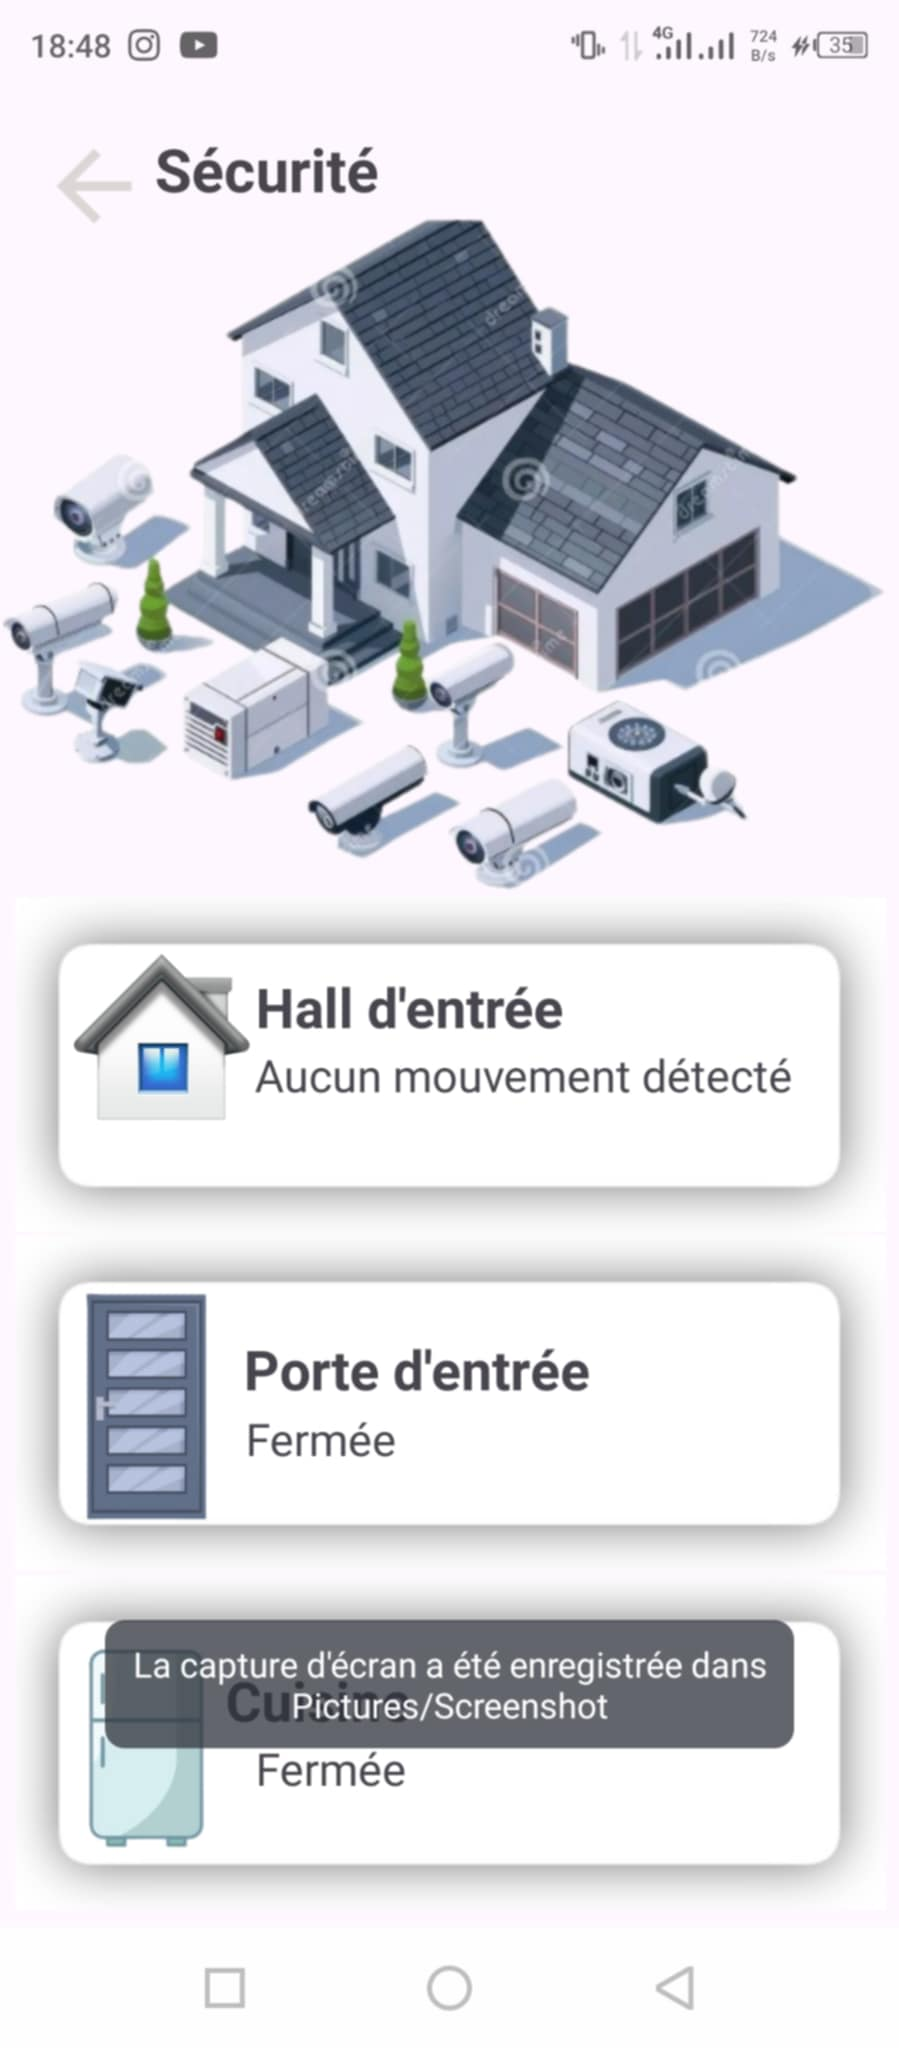 18:48
4G
724
B/s
35
Sécurité
Hall d'entrée
Aucun mouvement détecté
Porte d'entrée
Fermée
La capture d'écran a été enregistrée dans
Pictures/Screenshot
Cuisine
Fermée